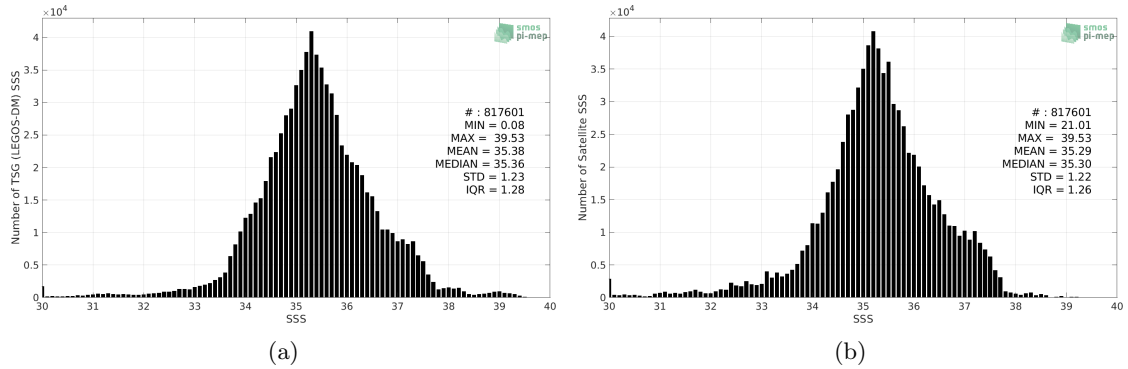 ×10⁴
smos
pi-mep
4
3.5
3
2.5
2
1.5
1
0.5
0
Number of TSG (LEGOS-DM) SSS
# : 817601
MIN = 0.08
MAX = 39.53
MEAN = 35.38
MEDIAN = 35.36
STD = 1.23
IQR = 1.28
30 31 32 33 34 35 36 37 38 39 40
SSS
(a)
×10⁴
smos
pi-mep
4
3.5
3
2.5
2
1.5
1
0.5
0
Number of Satellite SSS
# : 817601
MIN = 21.01
MAX = 39.53
MEAN = 35.29
MEDIAN = 35.30
STD = 1.22
IQR = 1.26
30 31 32 33 34 35 36 37 38 39 40
SSS
(b)